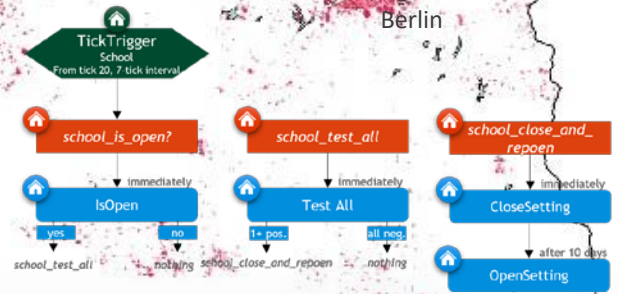 Berlin
TickTrigger
School
From tick 20, 7-tick interval
school_is_open?
immediately
IsOpen
yes
no
school_test_all
nothing
school_test_all
immediately
Test All
1+ pos.
all neg.
school_close_and_repoen
nothing
school_close_and_
repoen
immediately
CloseSetting
after 10 days
OpenSetting